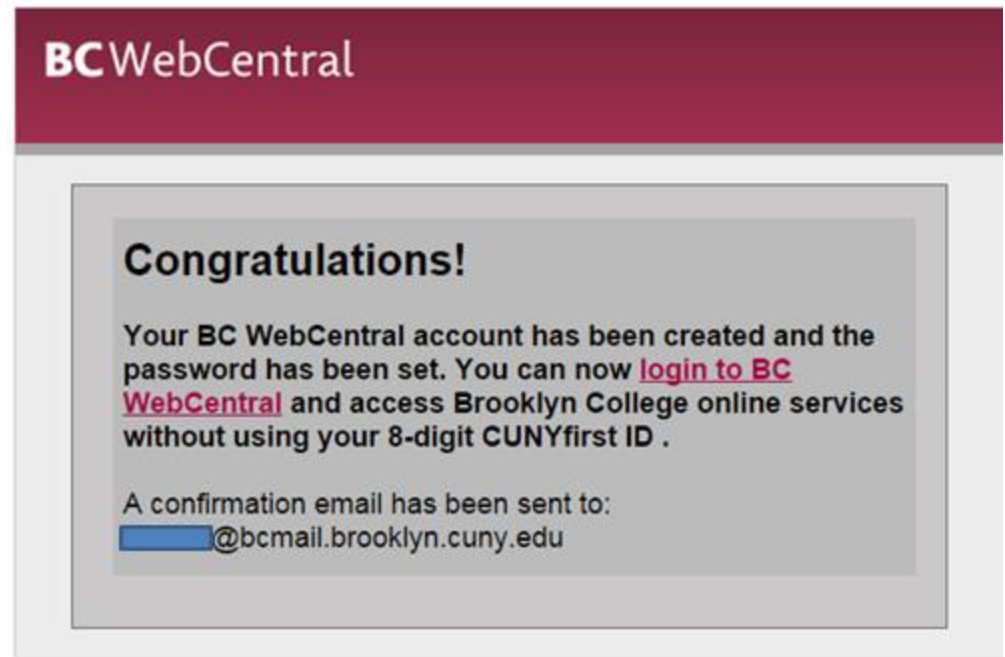 BCWebCentral
Congratulations!
Your BC WebCentral account has been created and the
password has been set. You can now login to BC
WebCentral and access Brooklyn College online services
without using your 8-digit CUNYfirst ID .
A confirmation email has been sent to:
@bcmail.brooklyn.cuny.edu